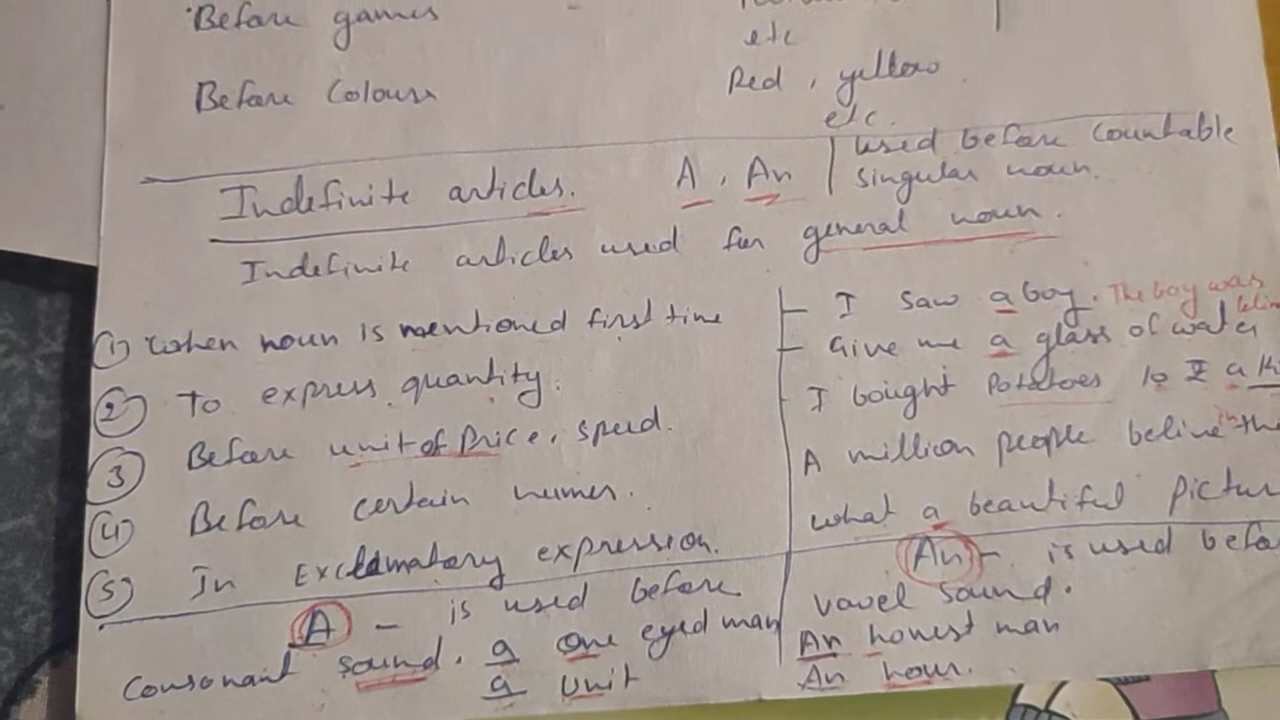 Before games
etc
Before Colours
Red, yellow
etc.
Indefinite articles. A, An | used before Countable
singular noun.
Indefinite articles used for general noun.
① When noun is mentioned first time
② To express quantity.
③ Before unit of price, speed.
④ Before certain numer.
⑤ In Exclamatory expression.
I saw a boy. The boy was
Give me a glass of water
I bought Potatoes 10 ₹ a
A million people belive in the
What a beautiful Pictur
A – is used before
Consonant sound. a one eyed man
a unit
An – is used befo
vovel sound.
An honest man
An hour.